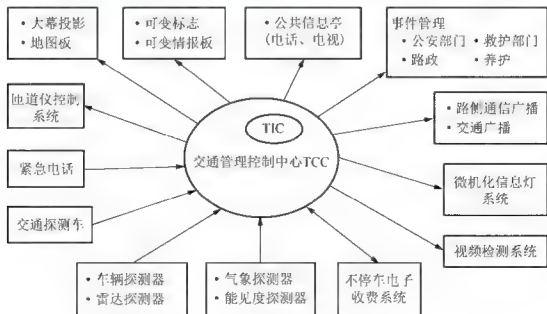 • 大幕投影
• 地图板
• 可变标志
• 可变情报板
• 公共信息亭
(电话、电视)
事件管理
• 公安部门 • 救护部门
• 路政 • 养护
匝道仪控制
系统
TIC
交通管理控制中心TCC
• 路侧通信广播
• 交通广播
紧急电话
微机化信息灯
系统
交通探测车
视频检测系统
• 车辆探测器
• 雷达探测器
• 气象探测器
• 能见度探测器
不停车电子
收费系统